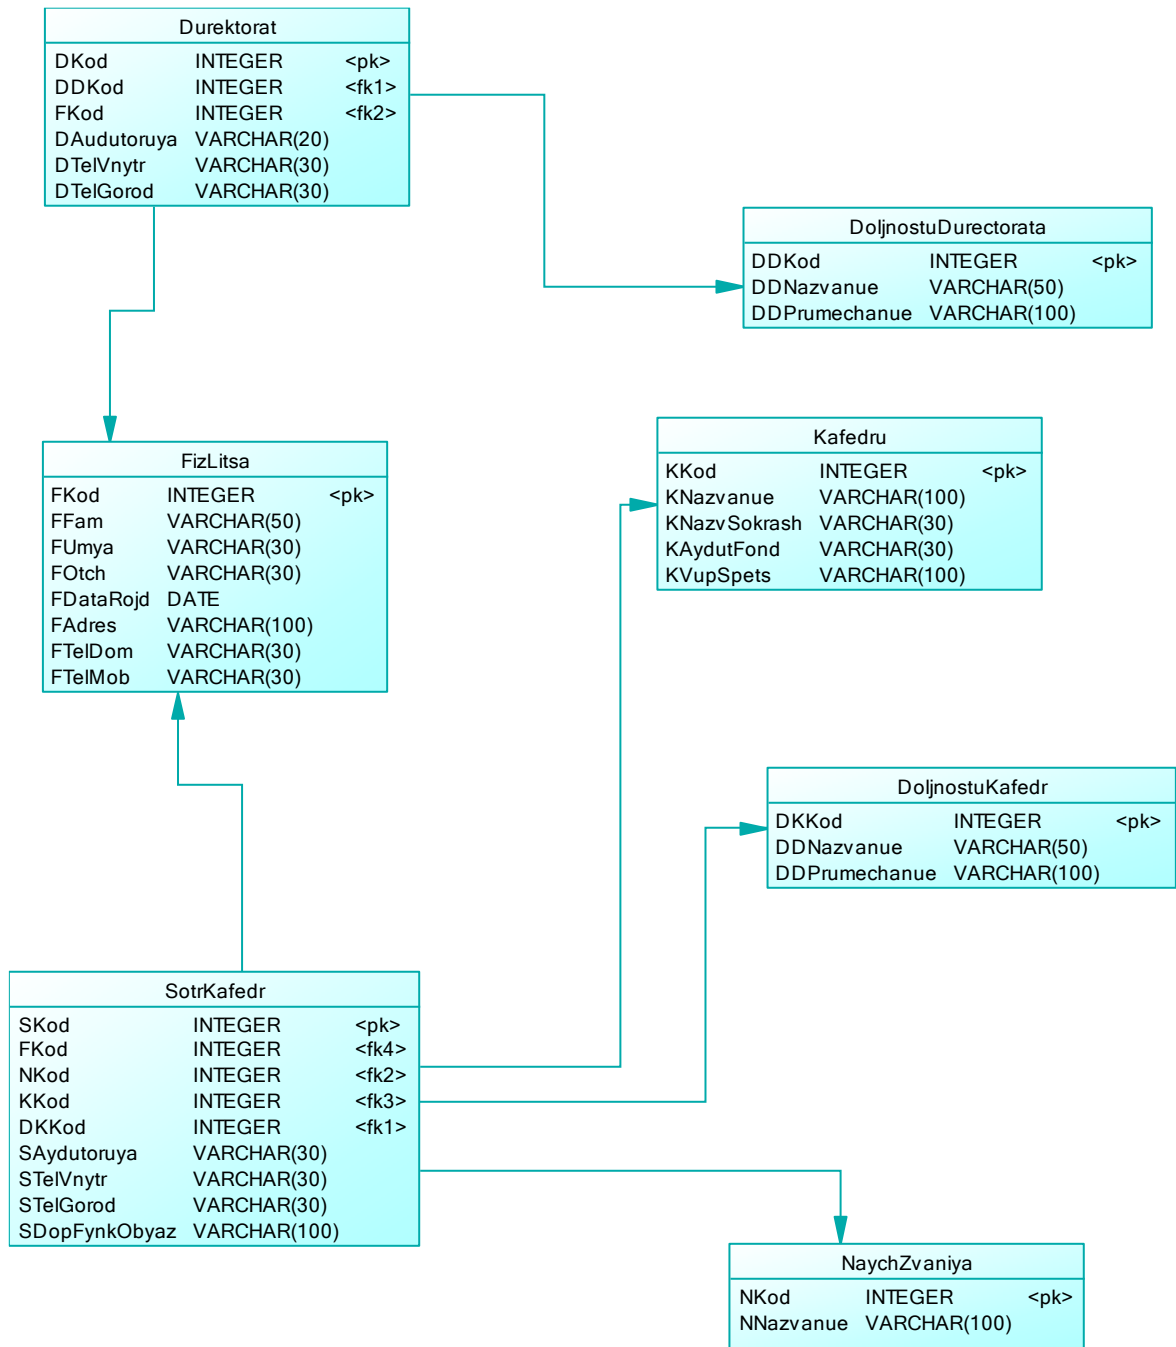 Durektorat
DKod INTEGER <pk>
DDKod INTEGER <fk1>
FKod INTEGER <fk2>
DAudutoruya VARCHAR(20)
DTelVnytr VARCHAR(30)
DTelGorod VARCHAR(30)
DoljnostuDurectorata
DDKod INTEGER <pk>
DDNazvanue VARCHAR(50)
DDPrumechanue VARCHAR(100)
Kafedru
KKod INTEGER <pk>
KNazvanue VARCHAR(100)
KNazvSokrash VARCHAR(30)
KAydutFond VARCHAR(30)
KVupSpets VARCHAR(100)
FizLitsa
FKod INTEGER <pk>
FFam VARCHAR(50)
FUmya VARCHAR(30)
FOtch VARCHAR(30)
FDataRojd DATE
FAdres VARCHAR(100)
FTelDom VARCHAR(30)
FTelMob VARCHAR(30)
DoljnostuKafedr
DKKod INTEGER <pk>
DDNazvanue VARCHAR(50)
DDPrumechanue VARCHAR(100)
SotrKafedr
SKod INTEGER <pk>
FKod INTEGER <fk4>
NKod INTEGER <fk2>
KKod INTEGER <fk3>
DKKod INTEGER <fk1>
SAydutoruya VARCHAR(30)
STelVnytr VARCHAR(30)
STelGorod VARCHAR(30)
SDopFynkObyaz VARCHAR(100)
NaychZvaniya
NKod INTEGER <pk>
NNazvanue VARCHAR(100)